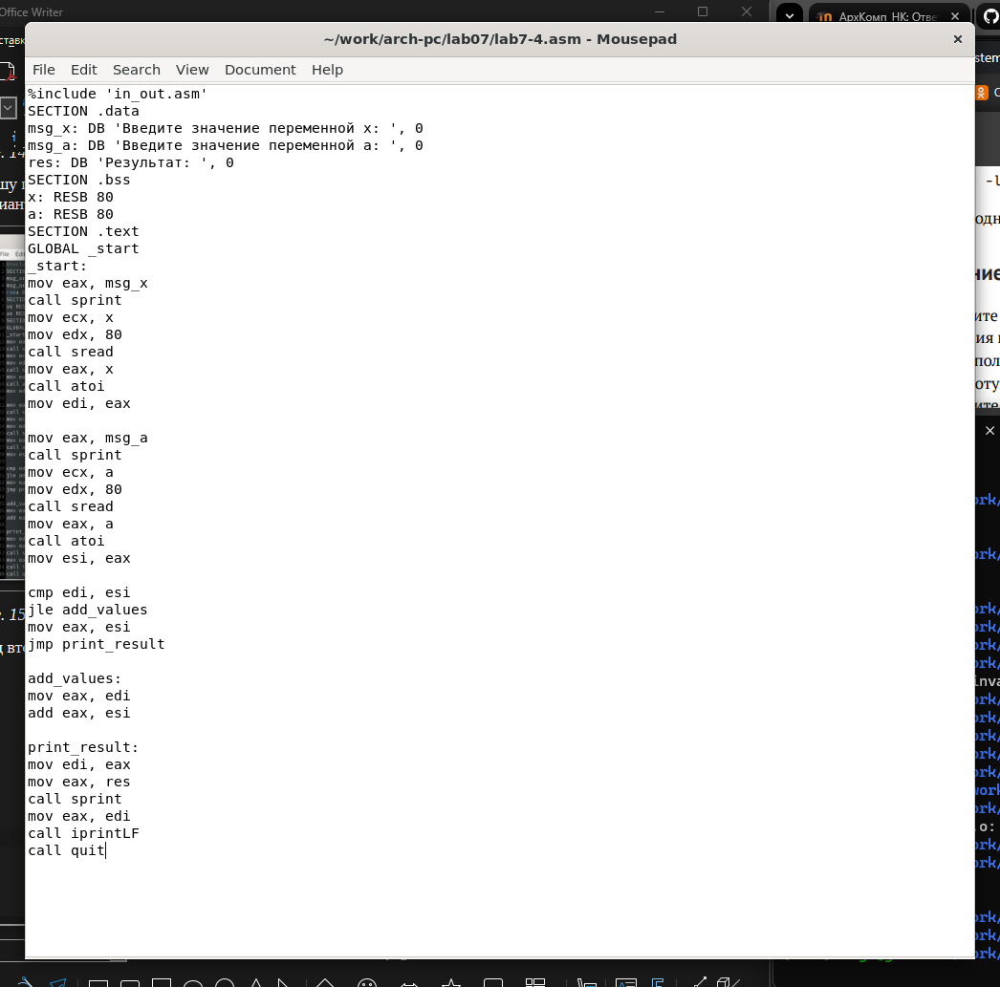 Office Writer
АрхКомп_НК: Отве
~/work/arch-pc/lab07/lab7-4.asm - Mousepad
File Edit Search View Document Help
%include 'in_out.asm'
SECTION .data
msg_x: DB 'Введите значение переменной x: ', 0
msg_a: DB 'Введите значение переменной a: ', 0
res: DB 'Результат: ', 0
SECTION .bss
x: RESB 80
a: RESB 80
SECTION .text
GLOBAL _start
_start:
mov eax, msg_x
call sprint
mov ecx, x
mov edx, 80
call sread
mov eax, x
call atoi
mov edi, eax
mov eax, msg_a
call sprint
mov ecx, a
mov edx, 80
call sread
mov eax, a
call atoi
mov esi, eax
cmp edi, esi
jle add_values
mov eax, esi
jmp print_result
add_values:
mov eax, edi
add eax, esi
print_result:
mov edi, eax
mov eax, res
call sprint
mov eax, edi
call iprintLF
call quit